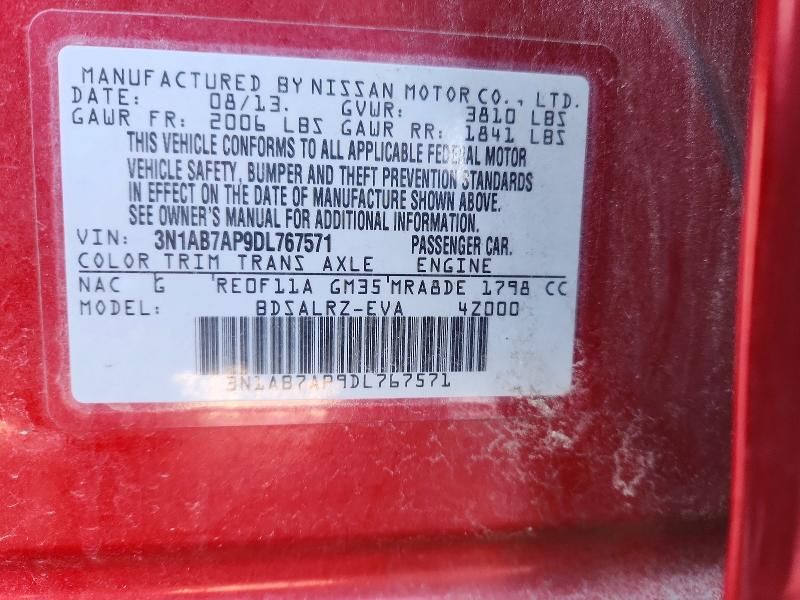 MANUFACTURED BY NISSAN MOTOR CO., LTD.
DATE: 08/13. GVWR: 3810 LBS
GAWR FR: 2006 LBS GAWR RR: 1841 LBS
THIS VEHICLE CONFORMS TO ALL APPLICABLE FEDERAL MOTOR
VEHICLE SAFETY, BUMPER AND THEFT PREVENTION STANDARDS
IN EFFECT ON THE DATE OF MANUFACTURE SHOWN ABOVE.
SEE OWNER'S MANUAL FOR ADDITIONAL INFORMATION.
VIN: 3N1AB7AP9DL767571 PASSENGER CAR.
COLOR TRIM TRANS AXLE ENGINE
NAC G RE0F11A GM35 MRA8DE 1798 CC
MODEL: BDSALRZ-EVA 4Z000
3N1AB7AP9DL767571